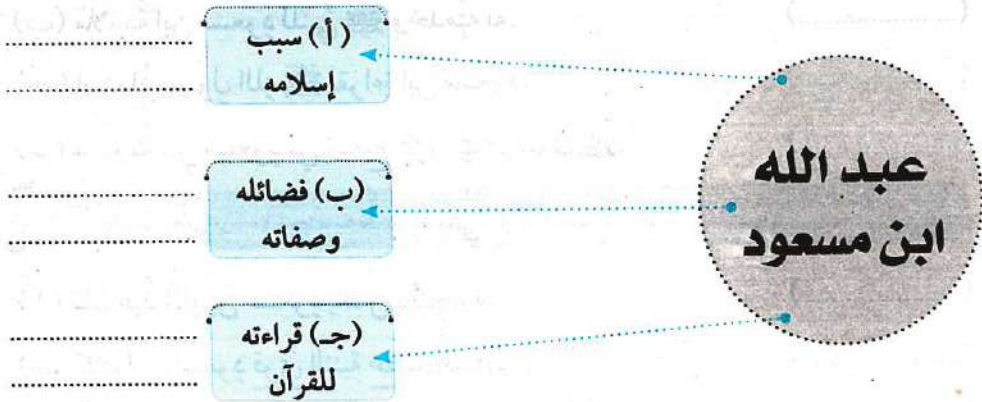 عبد الله
ابن مسعود
(أ) سبب
إسلامه
(ب) فضائله
وصفاته
(جـ) قراءته
للقرآن